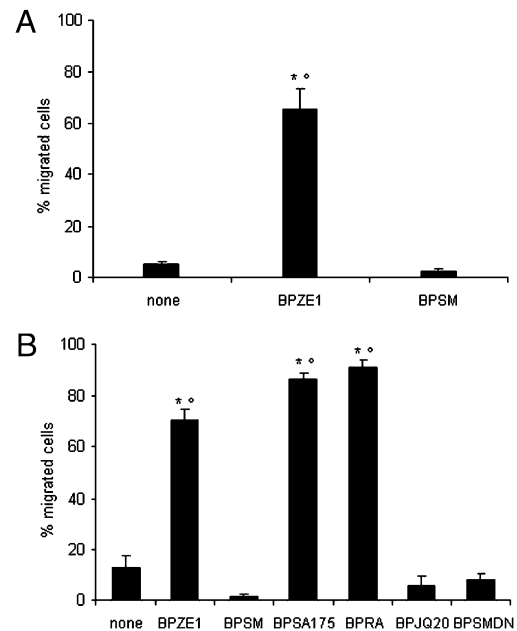 A
100
80
60
40
20
0
% migrated cells
* °
none BPZE1 BPSM
B
100
80
60
40
20
0
% migrated cells
* °
* °
* °
none BPZE1 BPSM BPSA175 BPRA BPJQ20 BPSMDN